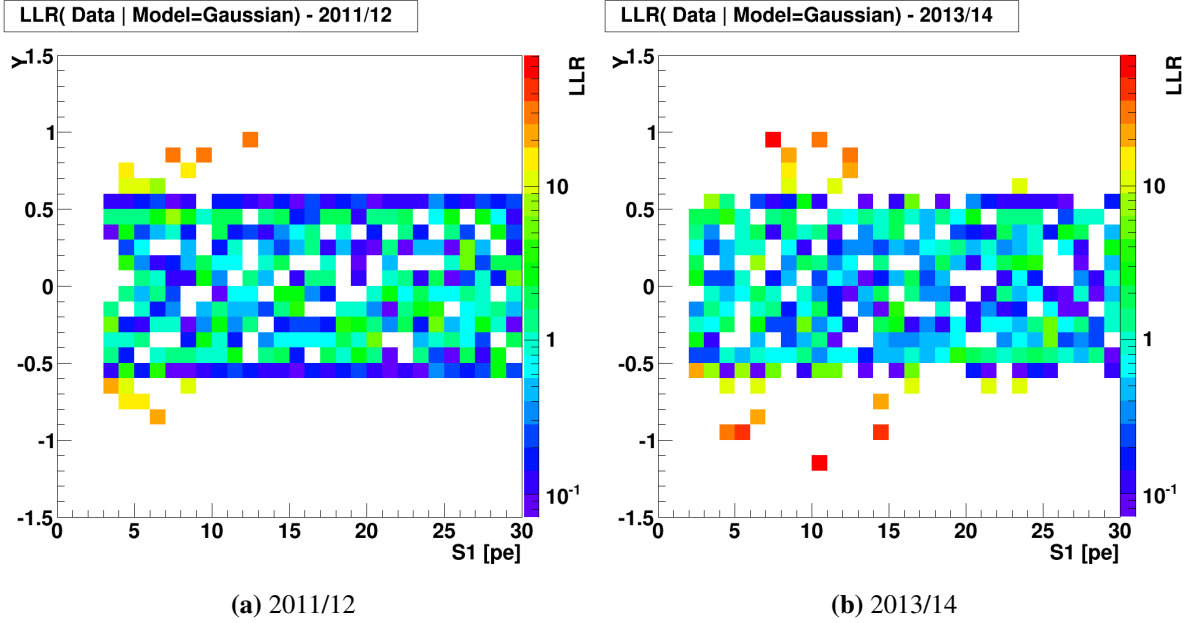 LLR( Data | Model=Gaussian) - 2011/12
Y
1.5
1
0.5
0
-0.5
-1
-1.5
0 5 10 15 20 25 30
S1 [pe]
LLR
10
1
10⁻¹
(a) 2011/12
LLR( Data | Model=Gaussian) - 2013/14
Y
1.5
1
0.5
0
-0.5
-1
-1.5
0 5 10 15 20 25 30
S1 [pe]
LLR
10
1
10⁻¹
(b) 2013/14